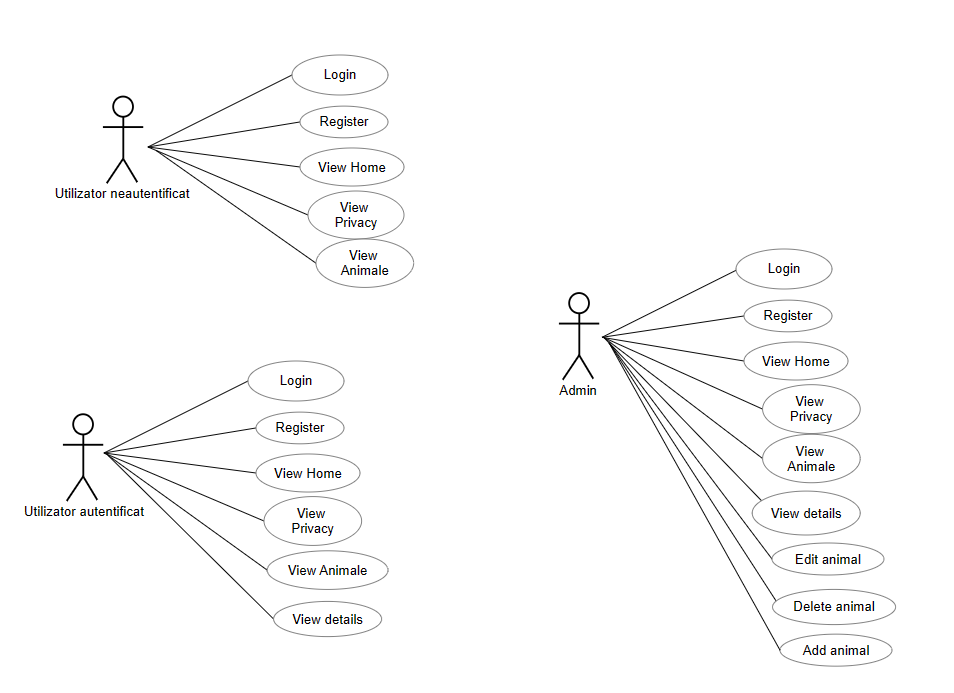 Login
Register
View Home
View
Privacy
View
Animale
Utilizator neautentificat
Login
Register
View Home
View
Privacy
View Animale
View details
Utilizator autentificat
Login
Register
View Home
View
Privacy
View
Animale
View details
Edit animal
Delete animal
Add animal
Admin